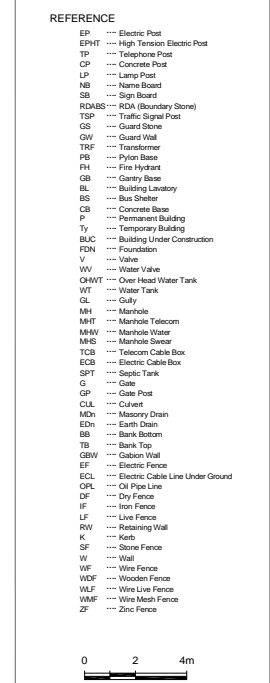 REFERENCE
EP ---- Electric Post
EPHT ---- High Tension Electric Post
TP ---- Telephone Post
CP ---- Concrete Post
LP ---- Lamp Post
NB ---- Name Board
SB ---- Sign Board
RDABS ---- RDA (Boundary Stone)
TSP ---- Traffic Signal Post
GS ---- Guard Stone
GW ---- Guard Wall
TRF ---- Transformer
PB ---- Pylon Base
FH ---- Fire Hydrant
GB ---- Gantry Base
BL ---- Building Lavatory
BS ---- Bus Shelter
CB ---- Concrete Base
P ---- Permanent Building
Ty ---- Temporary Building
BUC ---- Building Under Construction
FDN ---- Foundation
V ---- Valve
WV ---- Water Valve
OHWT ---- Over Head Water Tank
WT ---- Water Tank
GL ---- Gully
MH ---- Manhole
MHT ---- Manhole Telecom
MHW ---- Manhole Water
MHS ---- Manhole Swear
TCB ---- Telecom Cable Box
ECB ---- Electric Cable Box
SPT ---- Septic Tank
G ---- Gate
GP ---- Gate Post
CUL ---- Culvert
MDn ---- Masonry Drain
EDn ---- Earth Drain
BB ---- Bank Bottom
TB ---- Bank Top
GBW ---- Gabion Wall
EF ---- Electric Fence
ECL ---- Electric Cable Line Under Ground
OPL ---- Oil Pipe Line
DF ---- Dry Fence
IF ---- Iron Fence
LF ---- Live Fence
RW ---- Retaining Wall
K ---- Kerb
SF ---- Stone Fence
W ---- Wall
WF ---- Wire Fence
WDF ---- Wooden Fence
WLF ---- Wire Live Fence
WMF ---- Wire Mesh Fence
ZF ---- Zinc Fence
0 2 4m